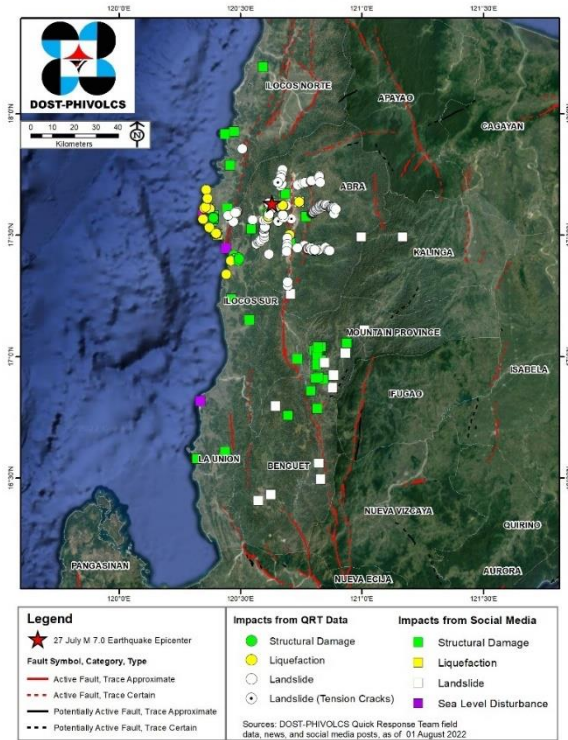 120°0'E 120°30'E 121°0'E 121°30'E
DOST-PHIVOLCS
0 5 10 20 30 40
Kilometers
N
ILOCOS NORTE
APAYAO
CAGAYAN
18°0'N
ABRA
17°30'N
KALINGA
ILOCOS SUR
MOUNTAIN PROVINCE
17°0'N
ISABELA
IFUGAO
LA UNION
BENGUET
16°30'N
NUEVA VIZCAYA
QUIRINO
PANGASINAN
NUEVA ECIJA
AURORA
120°0'E 120°30'E 121°0'E 121°30'E
Legend
27 July M 7.0 Earthquake Epicenter
Fault Symbol, Category, Type
Active Fault, Trace Approximate
Active Fault, Trace Certain
Potentially Active Fault, Trace Approximate
Potentially Active Fault, Trace Certain
Impacts from QRT Data
Structural Damage
Liquefaction
Landslide
Landslide (Tension Cracks)
Impacts from Social Media
Structural Damage
Liquefaction
Landslide
Sea Level Disturbance
Sources: DOST-PHIVOLCS Quick Response Team field
data, news, and social media posts, as of 01 August 2022